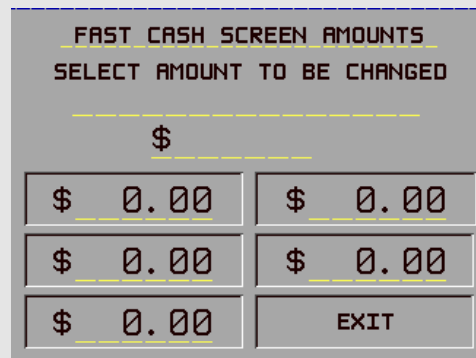 FAST CASH SCREEN AMOUNTS
SELECT AMOUNT TO BE CHANGED
$
$ 0.00 $ 0.00
$ 0.00 $ 0.00
$ 0.00 EXIT